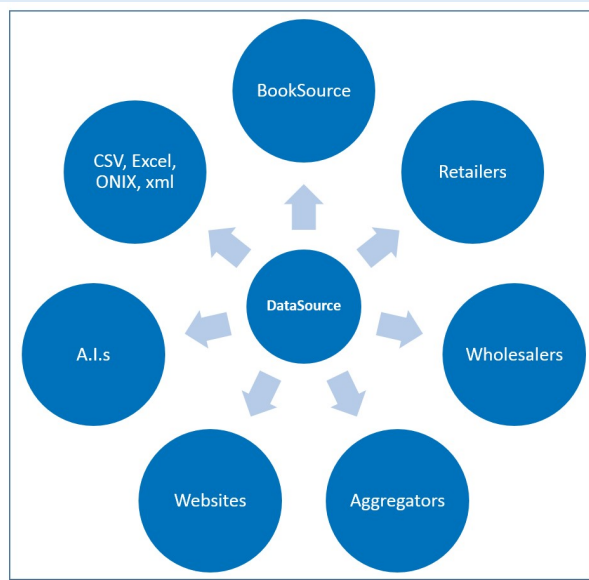 BookSource
CSV, Excel,
ONIX, xml
Retailers
DataSource
A.I.s
Wholesalers
Websites
Aggregators